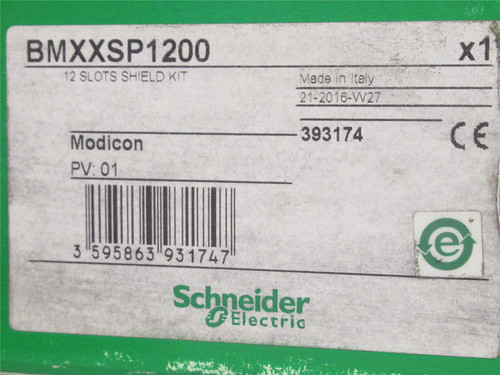 BMXXSP1200 x1
12 SLOTS SHIELD KIT
Made in Italy
21-2016-W27
393174
CE
Modicon
PV: 01
3 595863 931747
e
Schneider
Electric